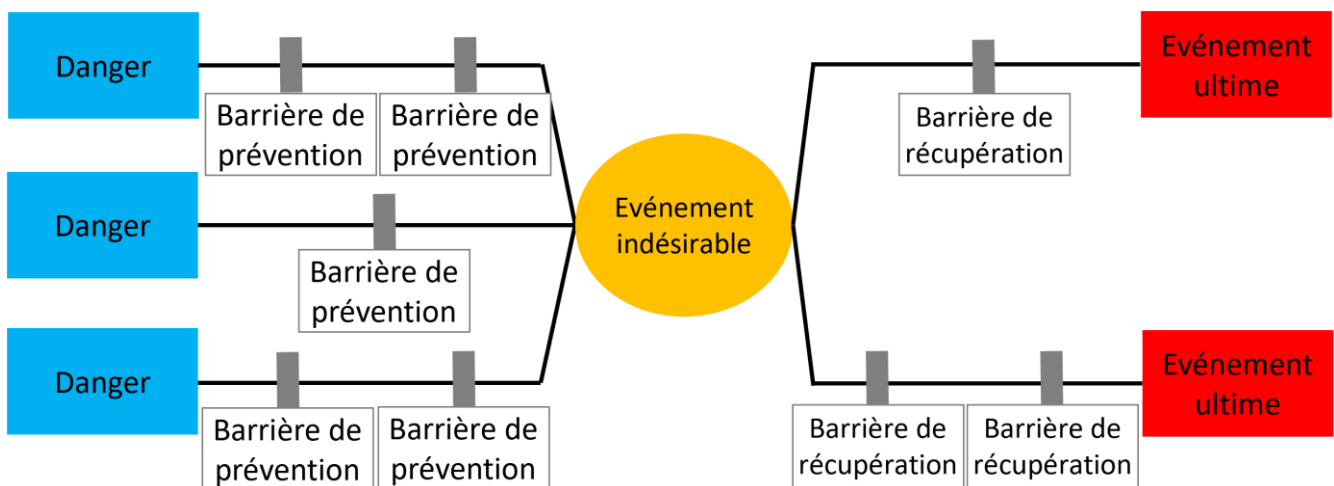 Danger
Barrière de
prévention
Barrière de
prévention
Danger
Barrière de
prévention
Danger
Barrière de
prévention
Barrière de
prévention
Evénement
indésirable
Barrière de
récupération
Evénement
ultime
Barrière de
récupération
Barrière de
récupération
Evénement
ultime